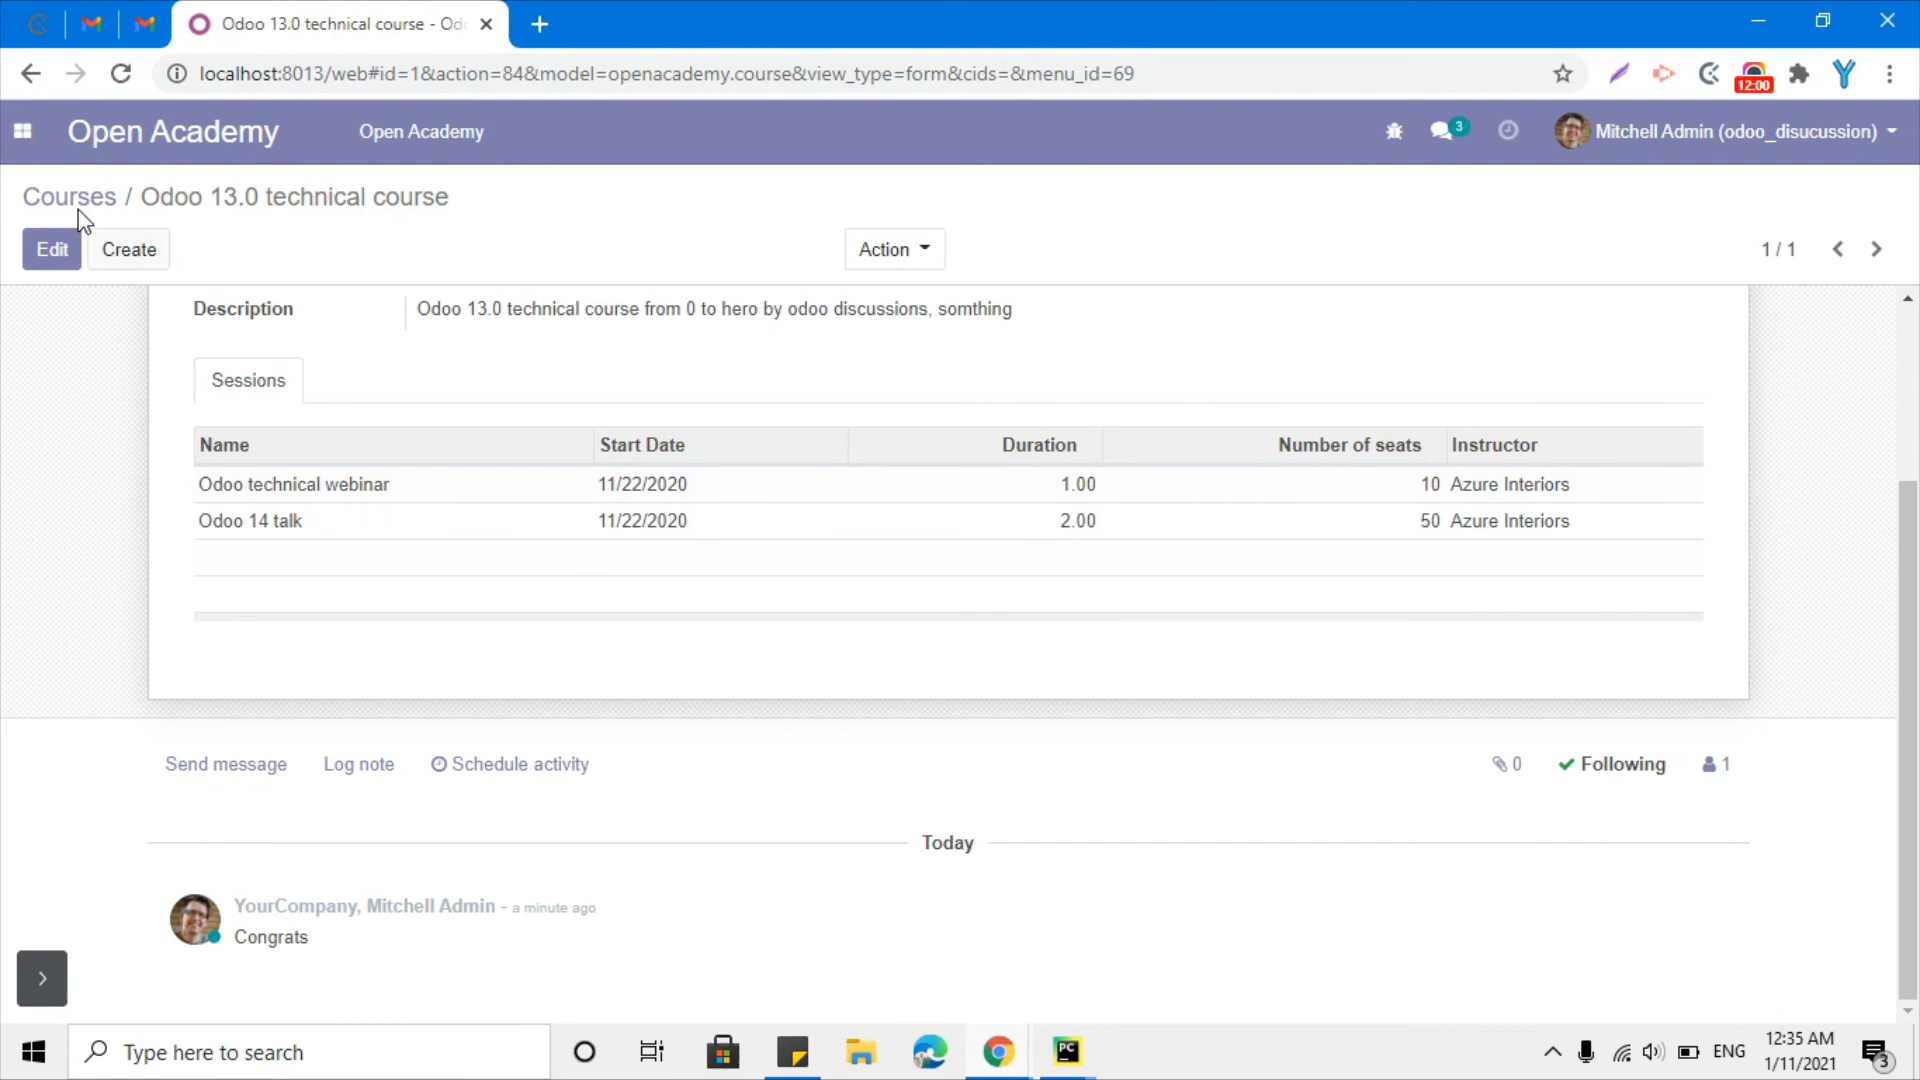 Odoo 13.0 technical course - Od
localhost:8013/web#id=1&action=84&model=openacademy.course&view_type=form&cids=&menu_id=69
12:00
Open Academy
Open Academy
3
Mitchell Admin (odoo_disucussion)
Courses / Odoo 13.0 technical course
Edit
Create
Action
1 / 1
Description
Odoo 13.0 technical course from 0 to hero by odoo discussions, somthing
Sessions
Name Start Date Duration Number of seats Instructor
Odoo technical webinar 11/22/2020 1.00 10 Azure Interiors
Odoo 14 talk 11/22/2020 2.00 50 Azure Interiors
Send message Log note Schedule activity
0 Following 1
Today
YourCompany, Mitchell Admin - a minute ago
Congrats
Type here to search
PC
ENG
12:35 AM
1/11/2021
3